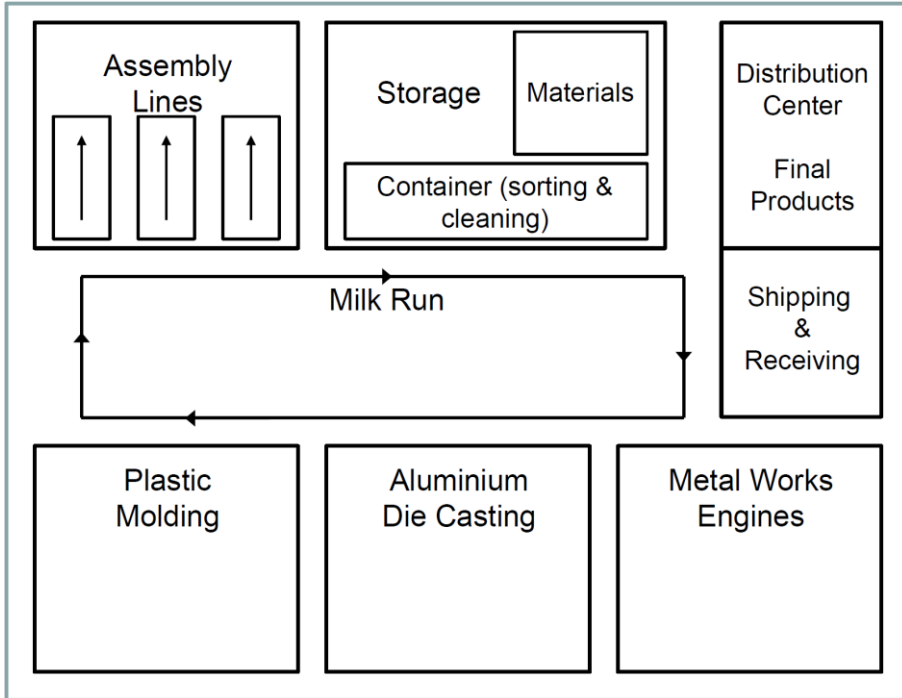 Assembly
Lines
Storage
Materials
Container (sorting &
cleaning)
Distribution
Center
Final
Products
Milk Run
Shipping
&
Receiving
Plastic
Molding
Aluminium
Die Casting
Metal Works
Engines